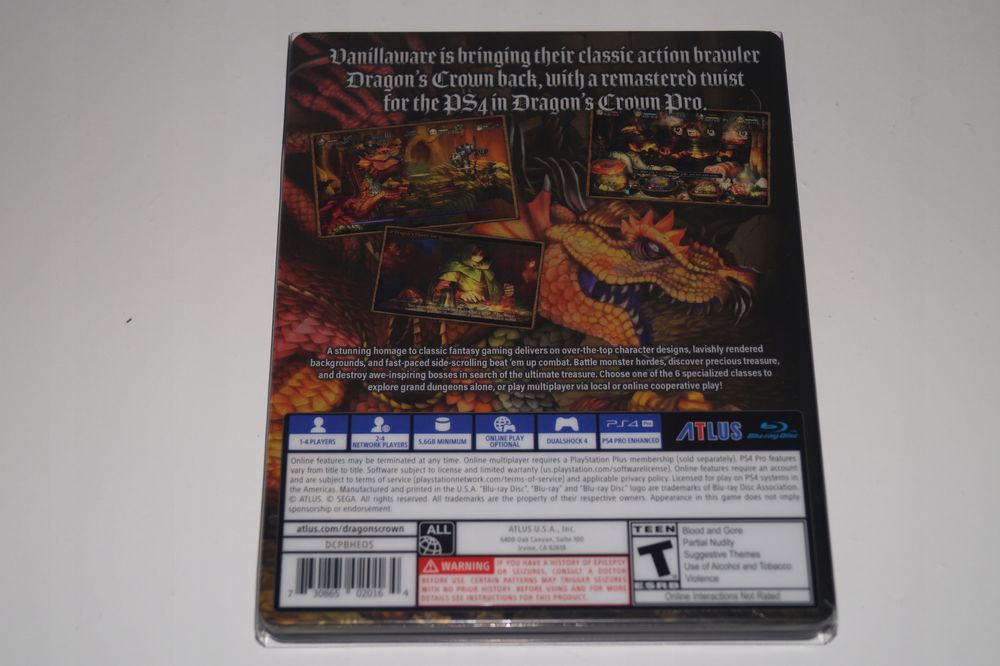 Vanillaware is bringing their classic action brawler
Dragon's Crown back, with a remastered twist
for the PS4 in Dragon's Crown Pro.
A stunning homage to classic fantasy gaming delivers on over-the-top character designs, lavishly rendered
backgrounds, and fast-paced side-scrolling beat 'em up combat. Battle monster hordes, discover precious treasure,
and destroy awe-inspiring bosses in search of the ultimate treasure. Choose one of the 6 specialized classes to
explore grand dungeons alone, or play multiplayer via local or online cooperative play!
1-4 PLAYERS
2-4
NETWORK PLAYERS
5.6GB MINIMUM
ONLINE PLAY
OPTIONAL
DUALSHOCK 4
PS4 Pro
PS4 PRO ENHANCED
ATLUS
Blu-ray Disc
Online features may be terminated at any time. Online multiplayer requires a PlayStation Plus membership (sold separately). PS4 Pro features
vary from title to title. Software subject to license and limited warranty (us.playstation.com/softwarelicense). Online features require an account
and are subject to terms of service (playstationnetwork.com/terms-of-service) and applicable privacy policy. Licensed for play on PS4 systems in
the Americas. Manufactured and printed in the U.S.A. "Blu-ray Disc", "Blu-ray" and "Blu-ray Disc" logo are trademarks of Blu-ray Disc Association.
© ATLUS. © SEGA. All rights reserved. All trademarks are the property of their respective owners. Appearance in this game does not imply
sponsorship or endorsement.
atlus.com/dragonscrown
DCPBHE05
7 30865 02016 4
ALL
ATLUS U.S.A., Inc.
6400 Oak Canyon, Suite 100
Irvine, CA 92618
WARNING
IF YOU HAVE A HISTORY OF EPILEPSY
OR SEIZURES, CONSULT A DOCTOR
BEFORE USE. CERTAIN PATTERNS MAY TRIGGER SEIZURES
WITH NO PRIOR HISTORY. BEFORE USING AND FOR MORE
DETAILS SEE INSTRUCTIONS FOR THIS PRODUCT.
TEEN
T
ESRB
Blood and Gore
Partial Nudity
Suggestive Themes
Use of Alcohol and Tobacco
Violence
Online Interactions Not Rated